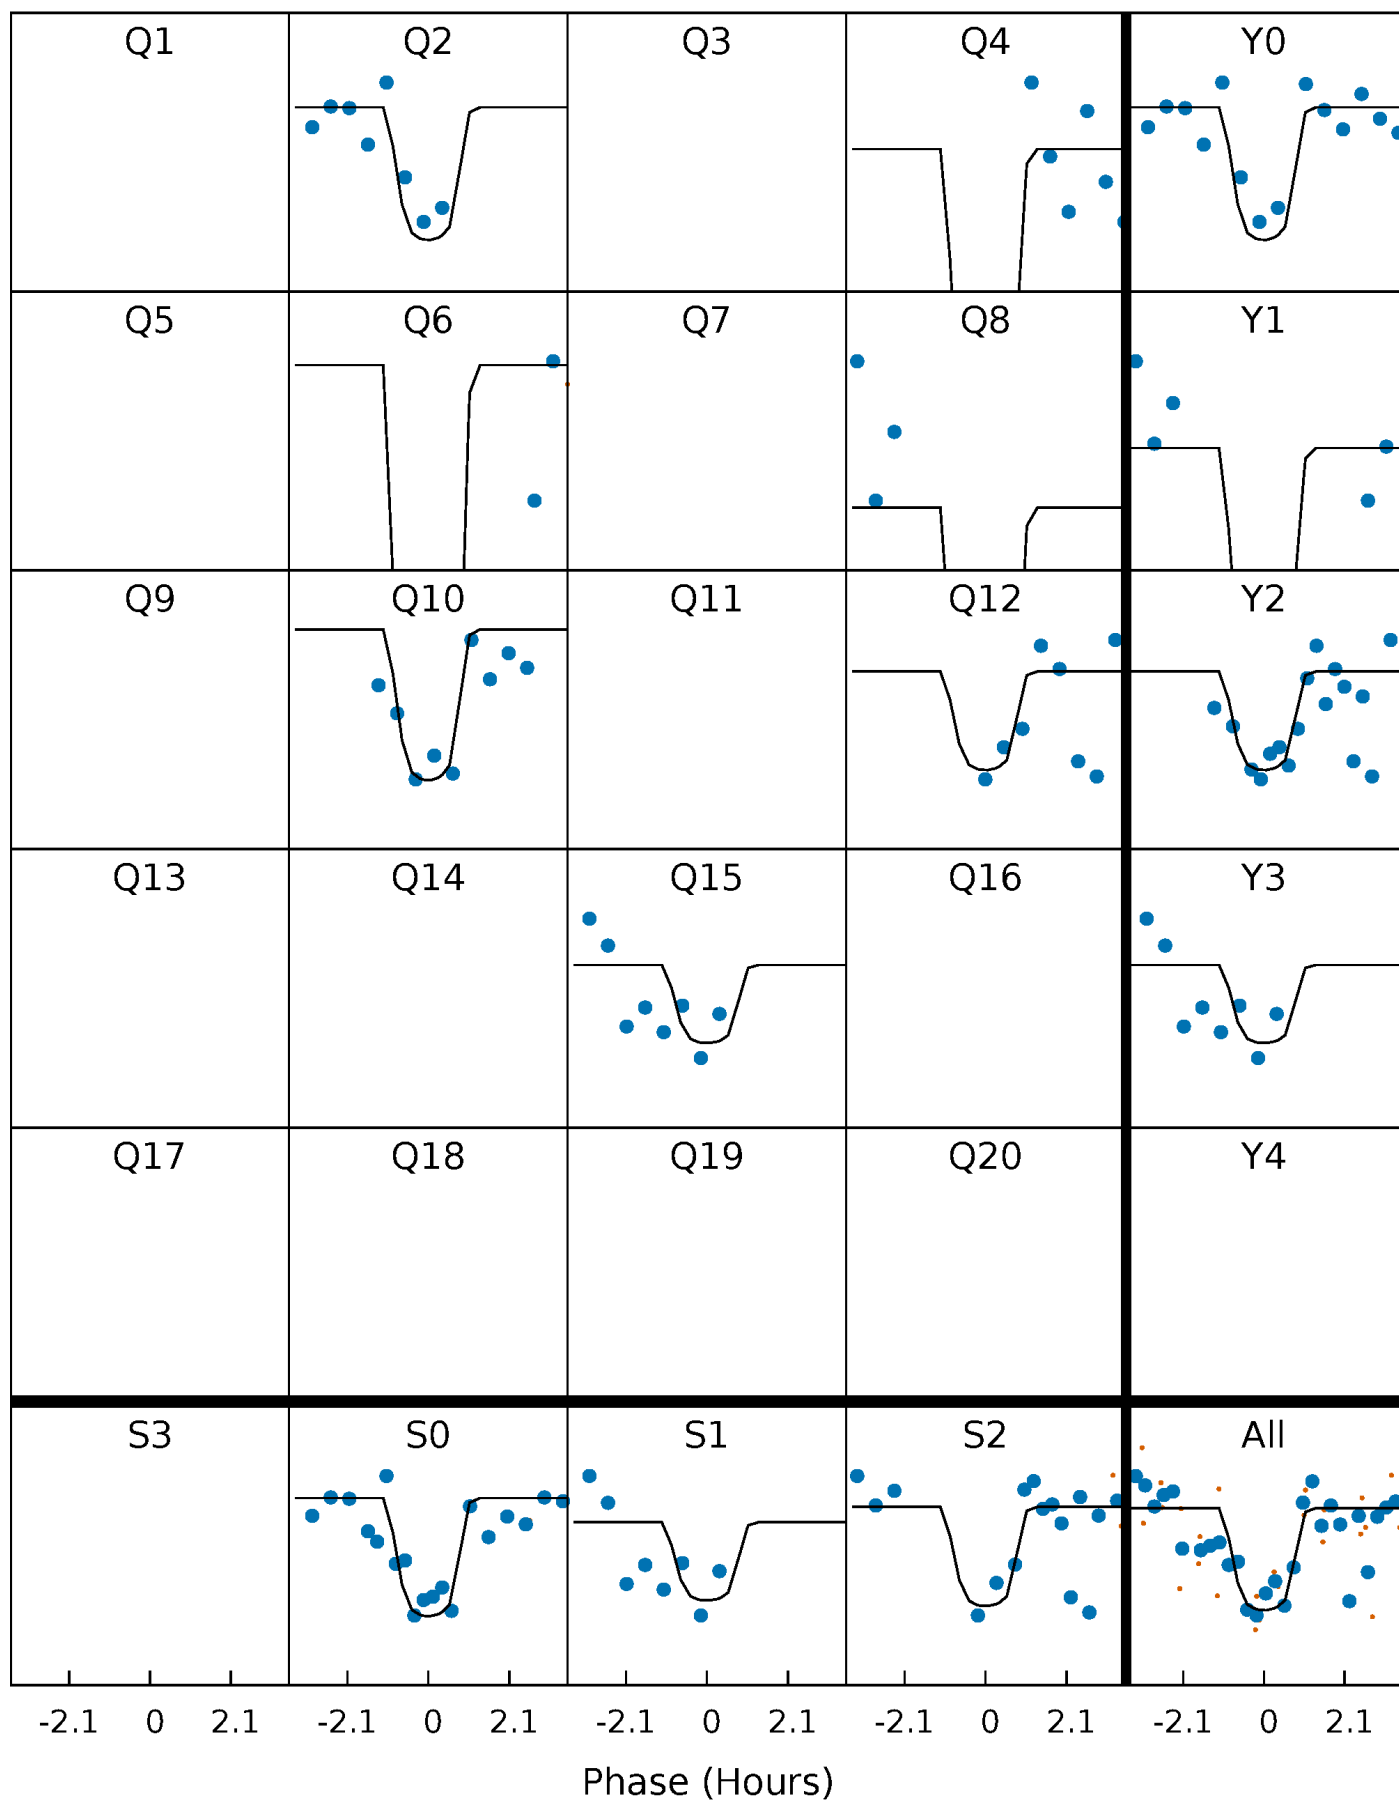 Q1 Q2 Q3 Q4 Y0
Q5 Q6 Q7 Q8 Y1
Q9 Q10 Q11 Q12 Y2
Q13 Q14 Q15 Q16 Y3
Q17 Q18 Q19 Q20 Y4
S3 S0 S1 S2 All
-2.1 0 2.1 -2.1 0 2.1 -2.1 0 2.1 -2.1 0 2.1 -2.1 0 2.1
Phase (Hours)